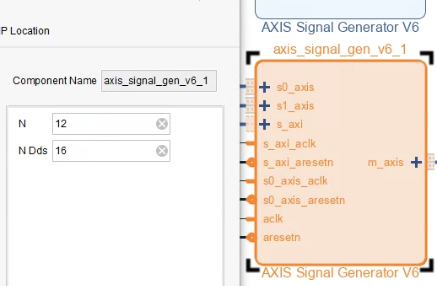 P Location
Component Name axis_signal_gen_v6_1
N 12
N Dds 16
AXIS Signal Generator V6
axis_signal_gen_v6_1
s0_axis
s1_axis
s_axi
s_axi_aclk
s_axi_aresetn
m_axis
s0_axis_aclk
s0_axis_aresetn
aclk
aresetn
AXIS Signal Generator V6